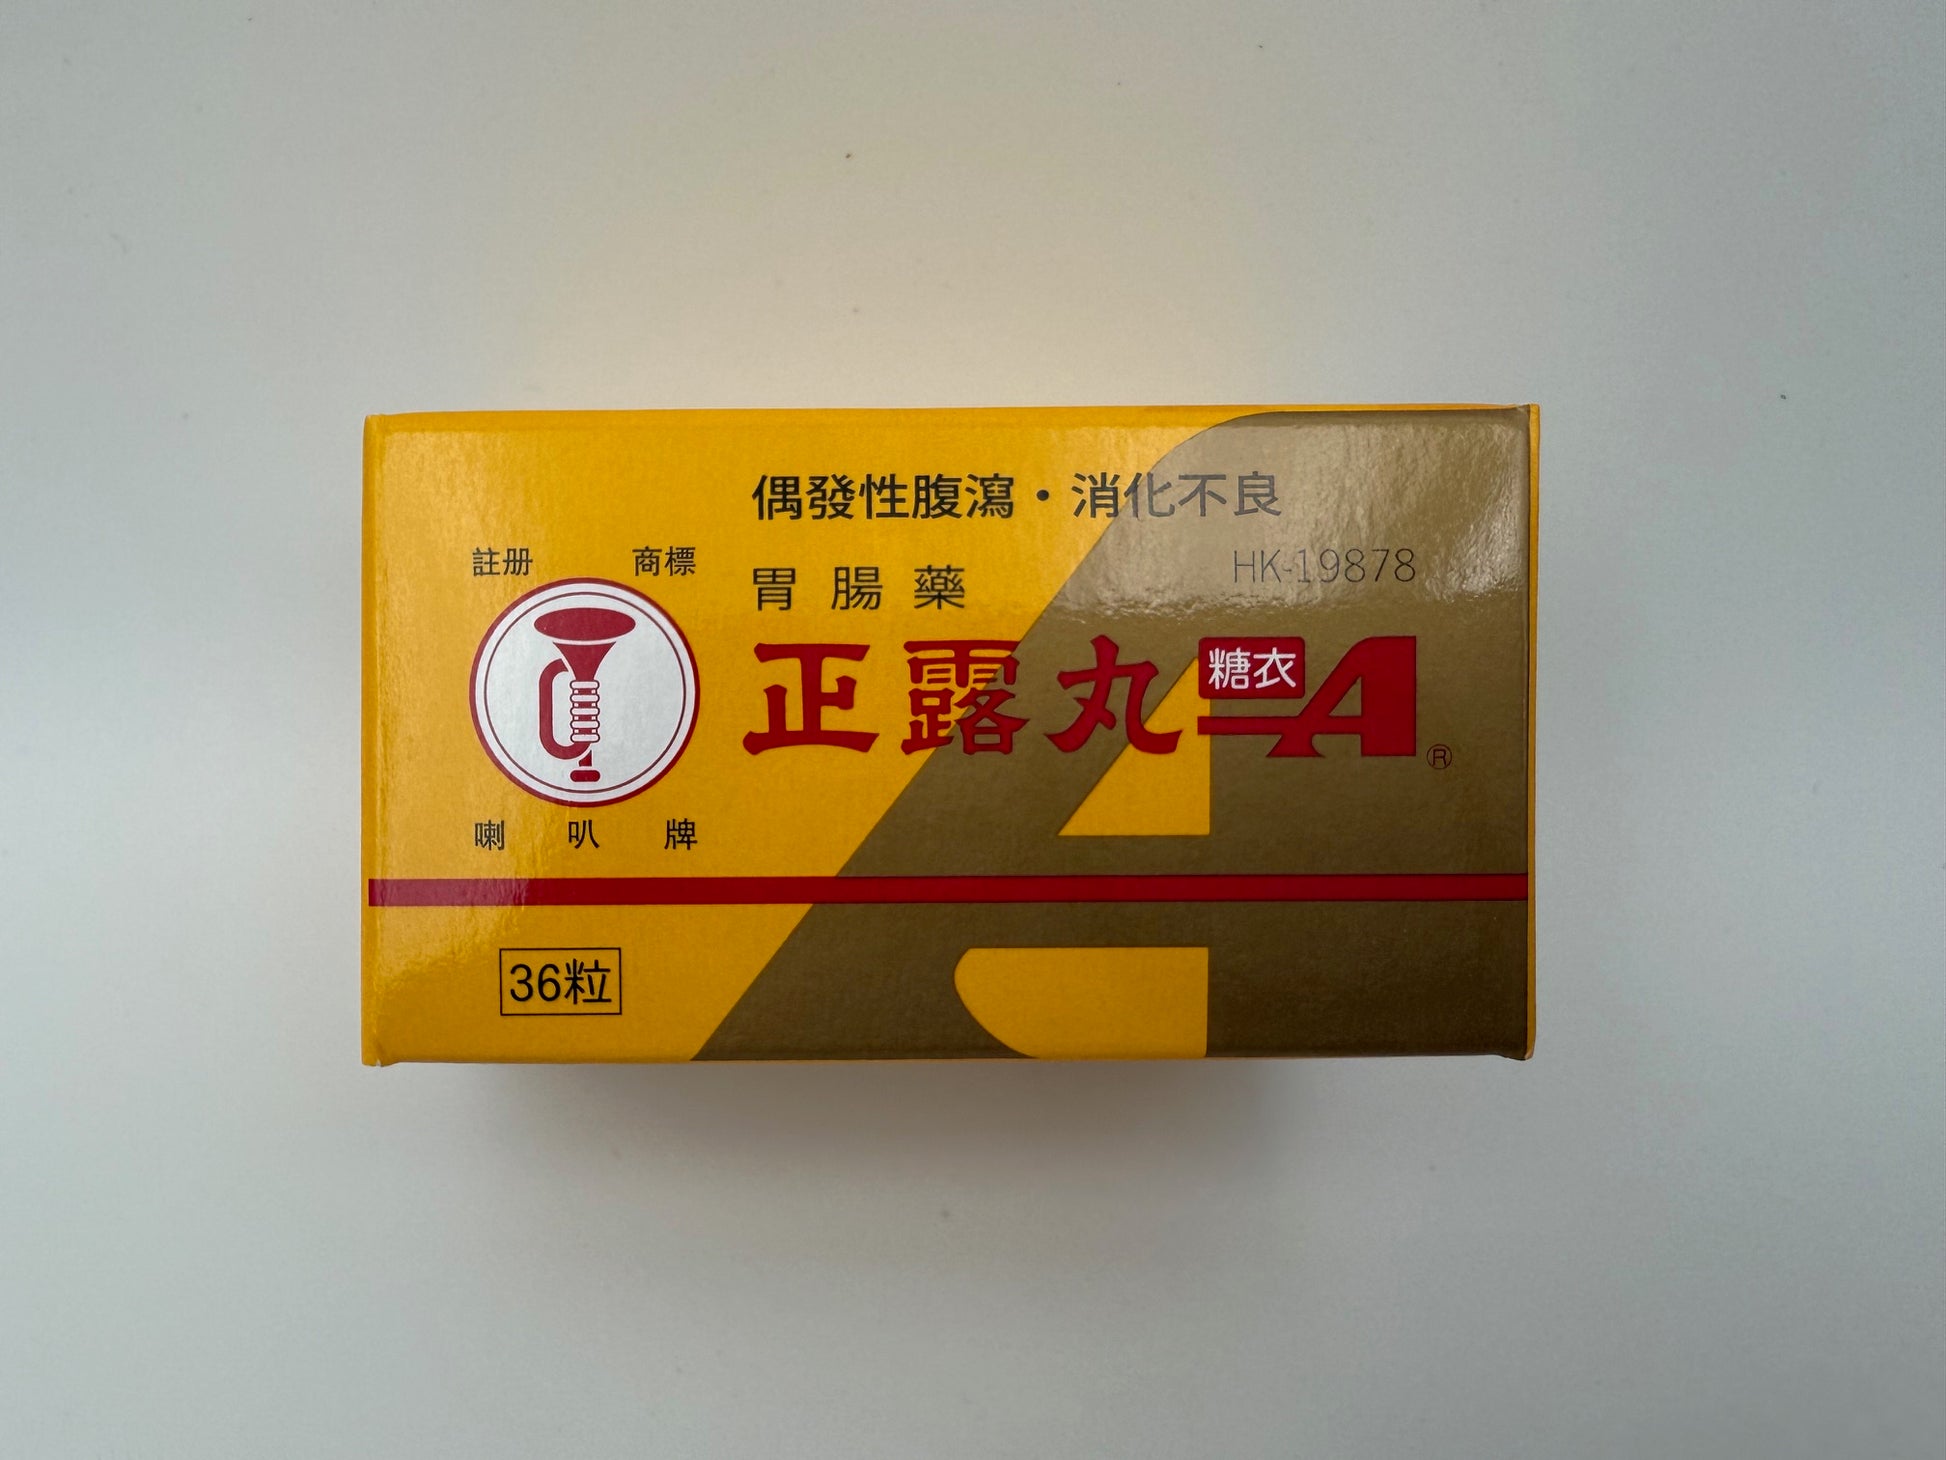 偶發性腹瀉・消化不良
註册 商標
胃腸藥
HK-19878
正露丸糖衣A®
喇叭牌
36粒